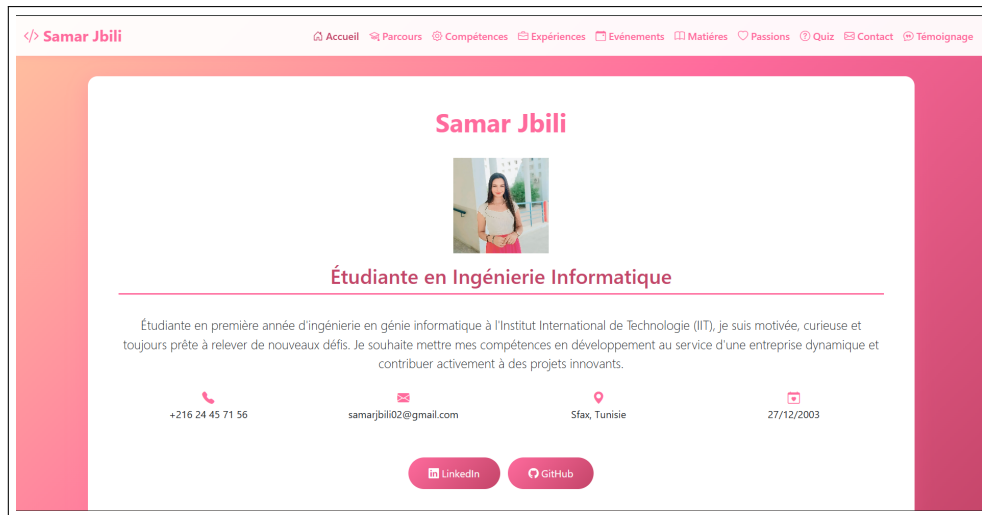 </> Samar Jbili
Accueil Parcours Compétences Expériences Evénements Matiéres Passions Quiz Contact Témoignage
Samar Jbili
Étudiante en Ingénierie Informatique
Étudiante en première année d'ingénierie en génie informatique à l'Institut International de Technologie (IIT), je suis motivée, curieuse et
toujours prête à relever de nouveaux défis. Je souhaite mettre mes compétences en développement au service d'une entreprise dynamique et
contribuer activement à des projets innovants.
+216 24 45 71 56 samarjbili02@gmail.com Sfax, Tunisie 27/12/2003
LinkedIn GitHub